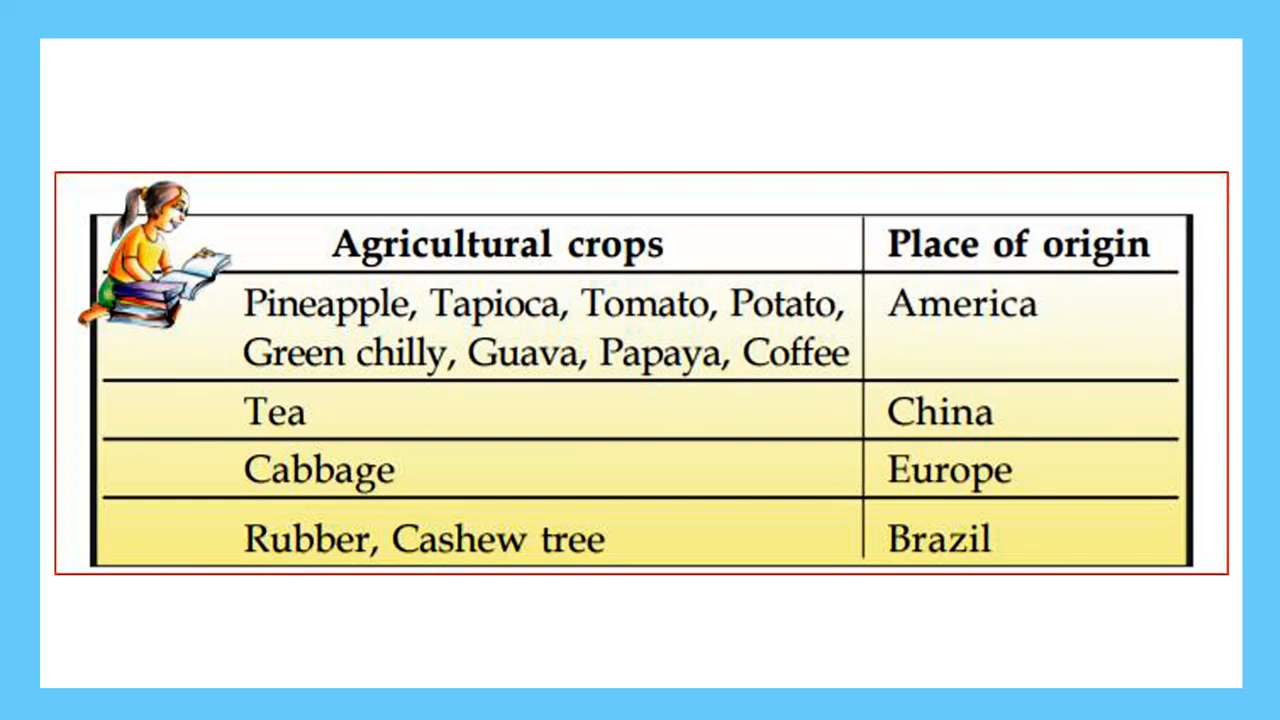 Agricultural crops Place of origin
Pineapple, Tapioca, Tomato, Potato, America
Green chilly, Guava, Papaya, Coffee
Tea China
Cabbage Europe
Rubber, Cashew tree Brazil